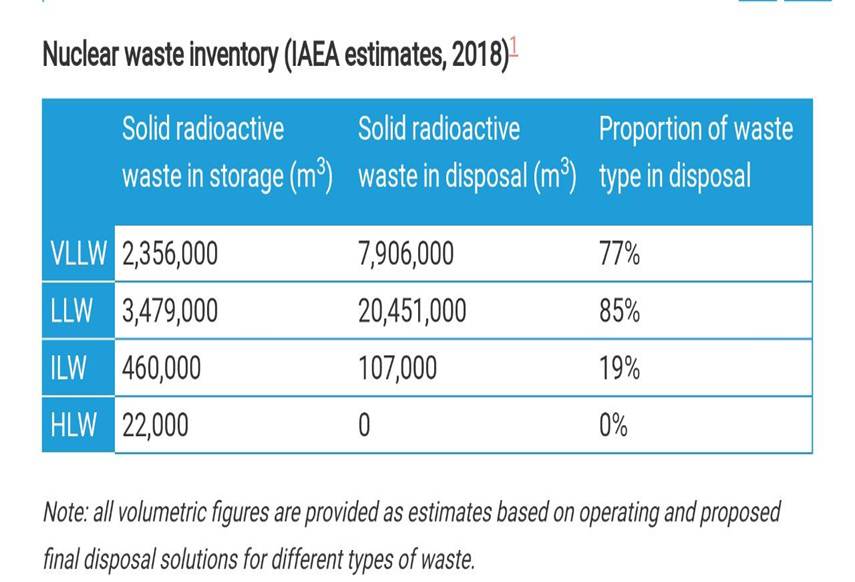 Nuclear waste inventory (IAEA estimates, 2018)1
Solid radioactive waste in storage (m³) Solid radioactive waste in disposal (m³) Proportion of waste type in disposal
VLLW 2,356,000 7,906,000 77%
LLW 3,479,000 20,451,000 85%
ILW 460,000 107,000 19%
HLW 22,000 0 0%
Note: all volumetric figures are provided as estimates based on operating and proposed
final disposal solutions for different types of waste.